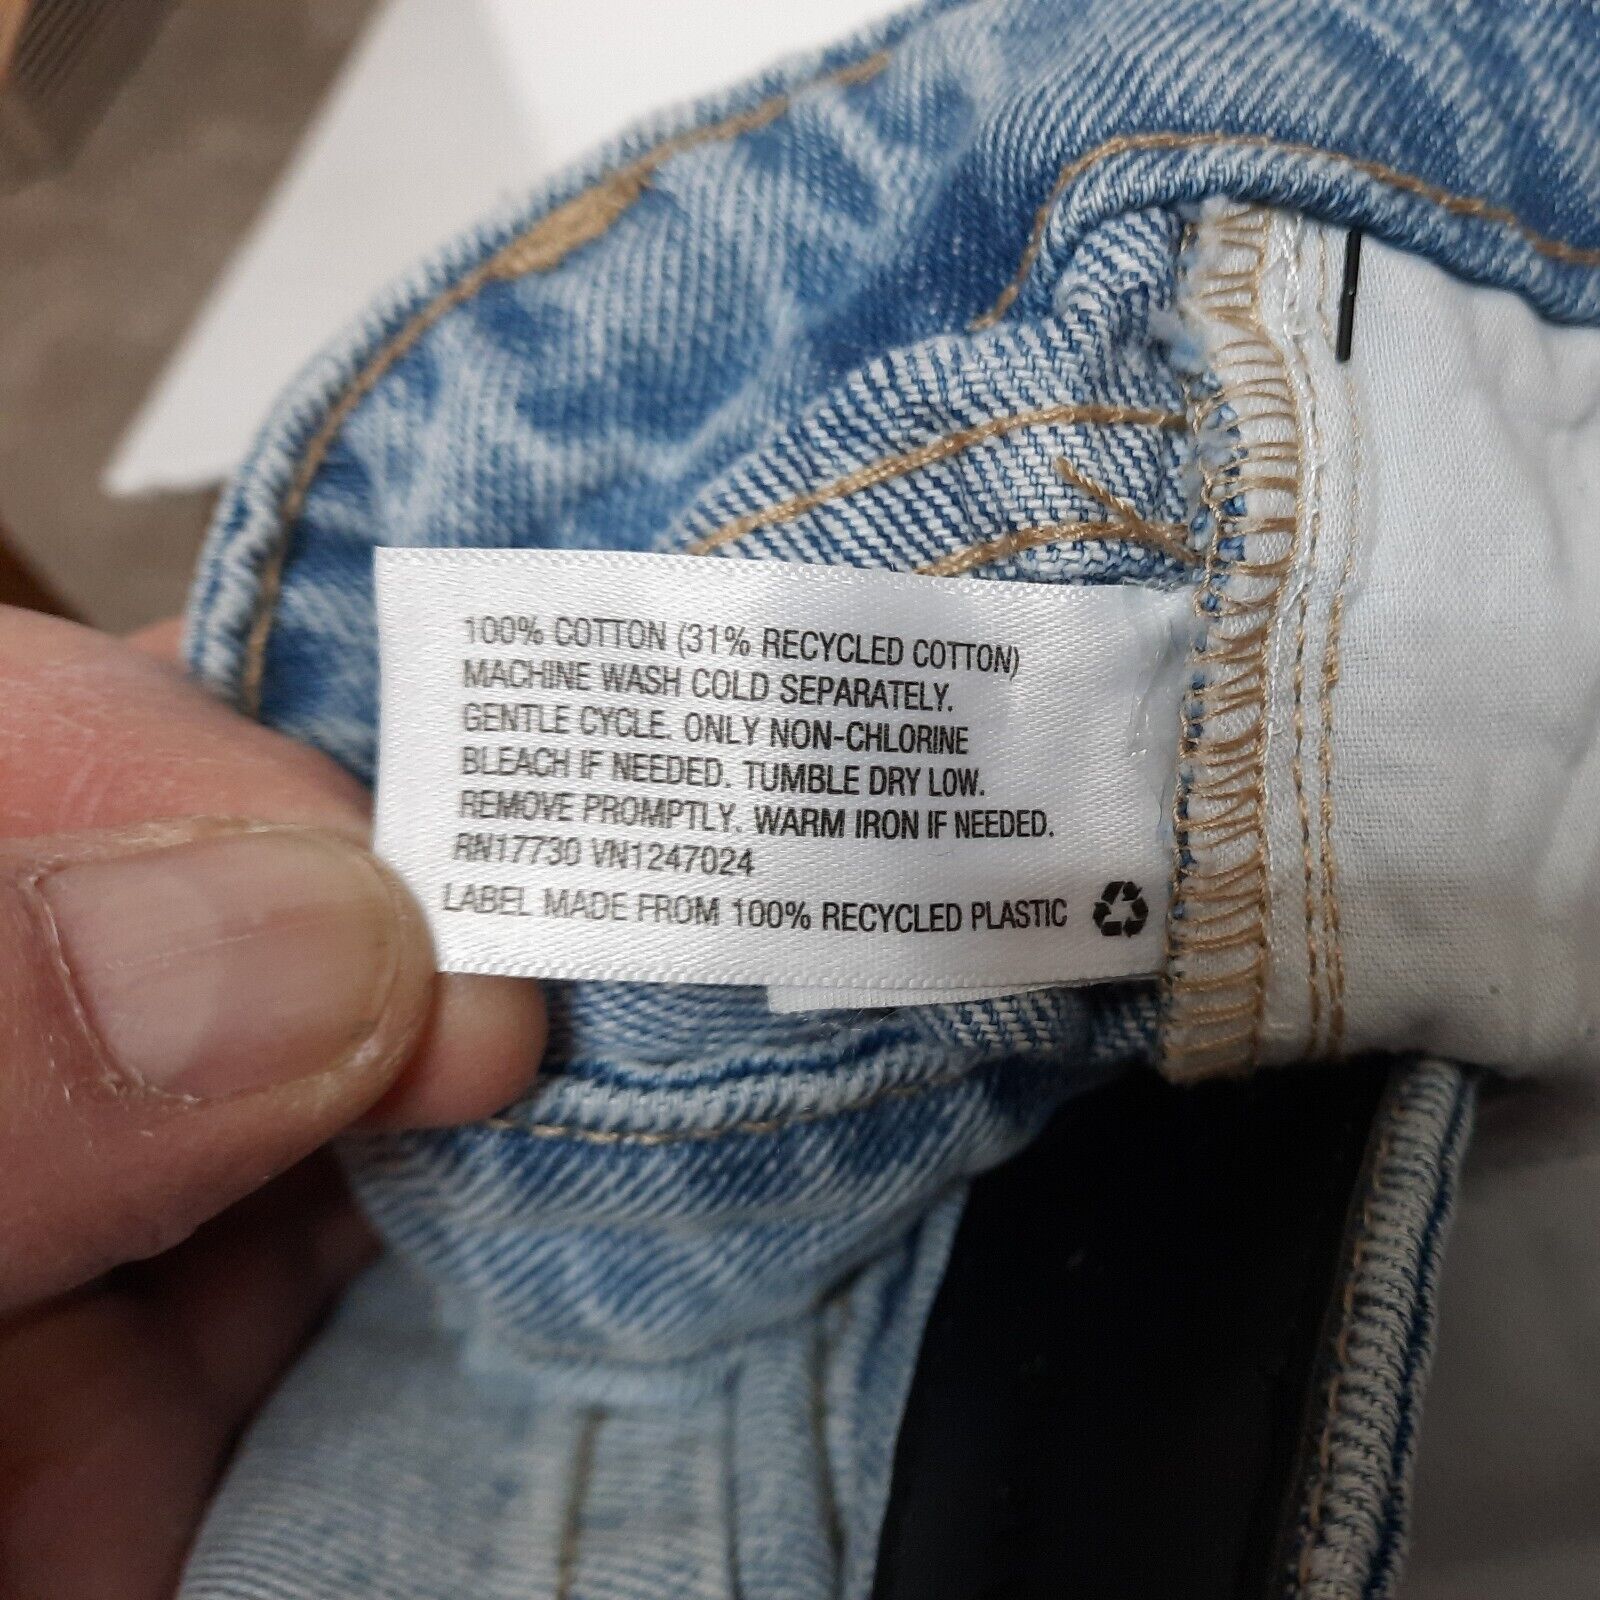 100% COTTON (31% RECYCLED COTTON)
MACHINE WASH COLD SEPARATELY.
GENTLE CYCLE. ONLY NON-CHLORINE
BLEACH IF NEEDED. TUMBLE DRY LOW.
REMOVE PROMPTLY. WARM IRON IF NEEDED.
RN17730 VN1247024
LABEL MADE FROM 100% RECYCLED PLASTIC